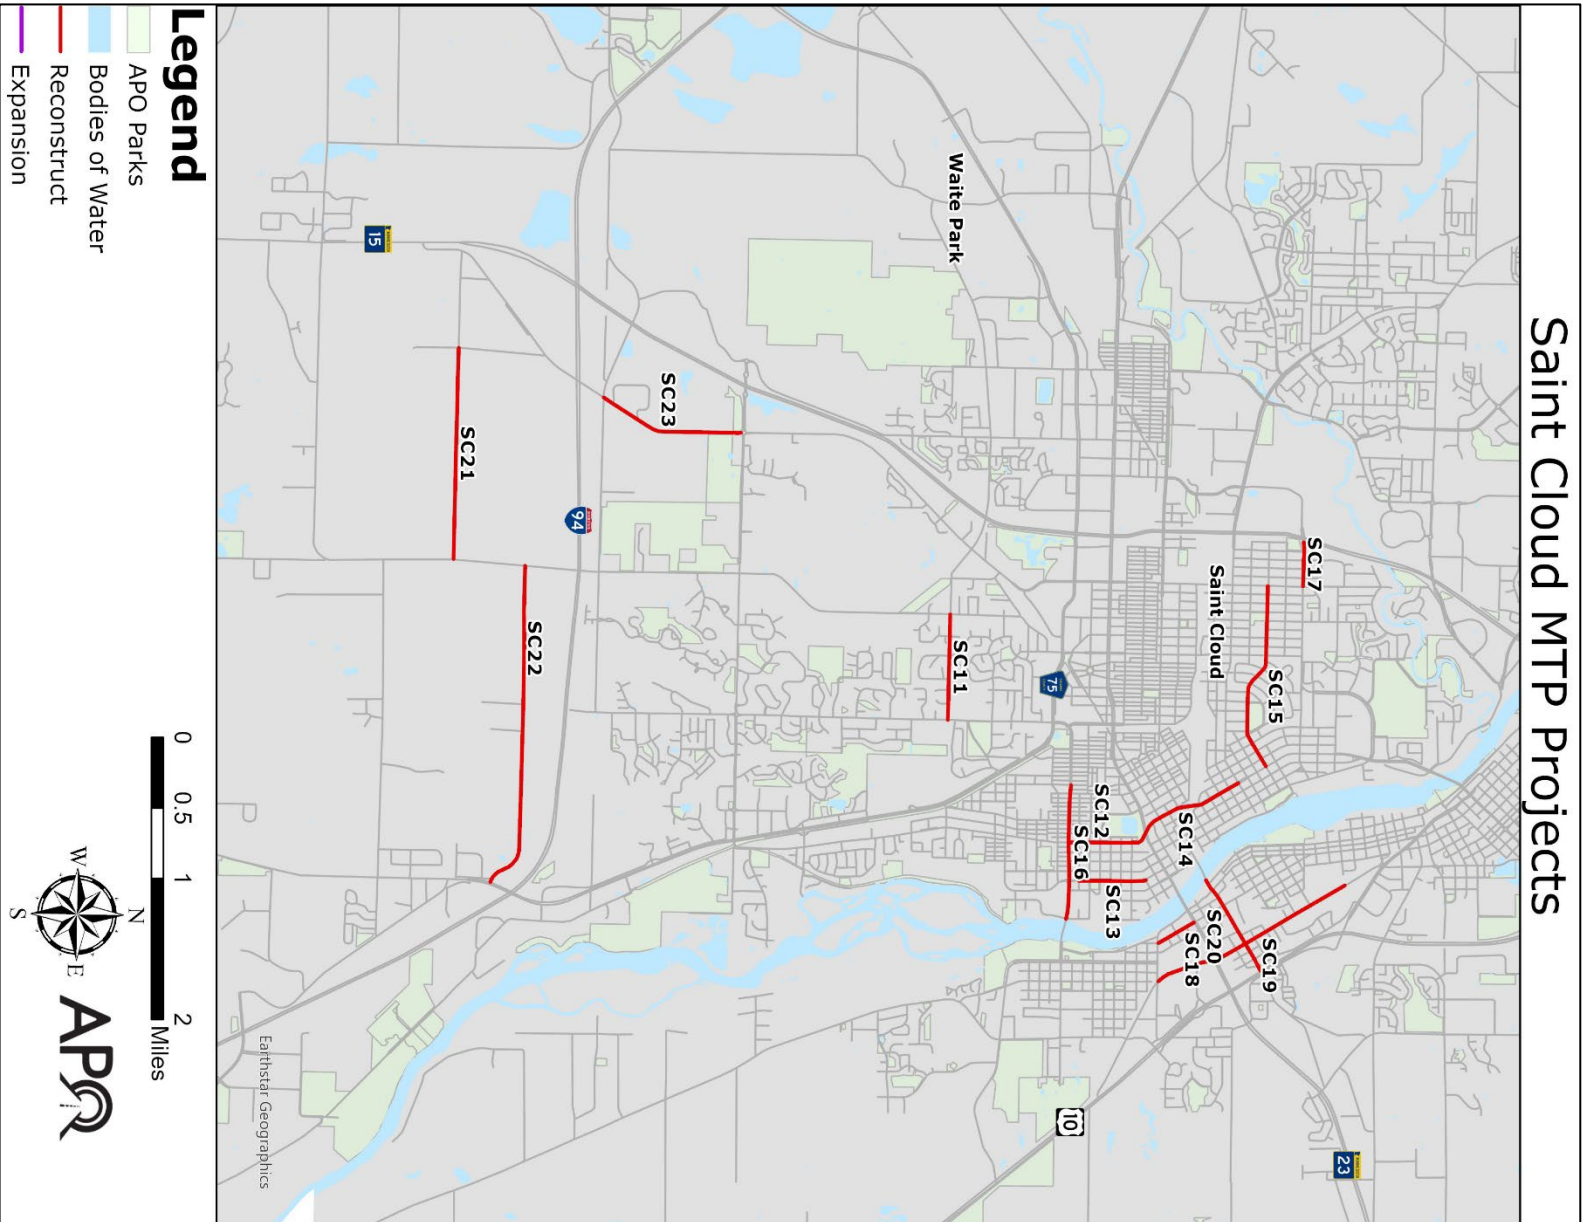 Saint Cloud MTP Projects
SC17
Saint Cloud
SC15
Waite Park
SC11
75
SC12
SC14
SC16
SC13
SC20
SC19
SC18
SC23
10
23
15
SC21
94
SC22
Earthstar Geographics
Legend
APO Parks
Bodies of Water
Reconstruct
Expansion
0 0.5 1 2
Miles
N
W E
S
APO